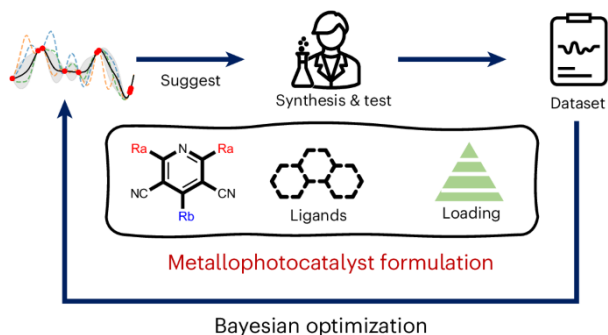 Suggest
Synthesis & test
Dataset
Ra
N
Ra
NC
CN
Rb
Ligands
Loading
Metallophotocatalyst formulation
Bayesian optimization